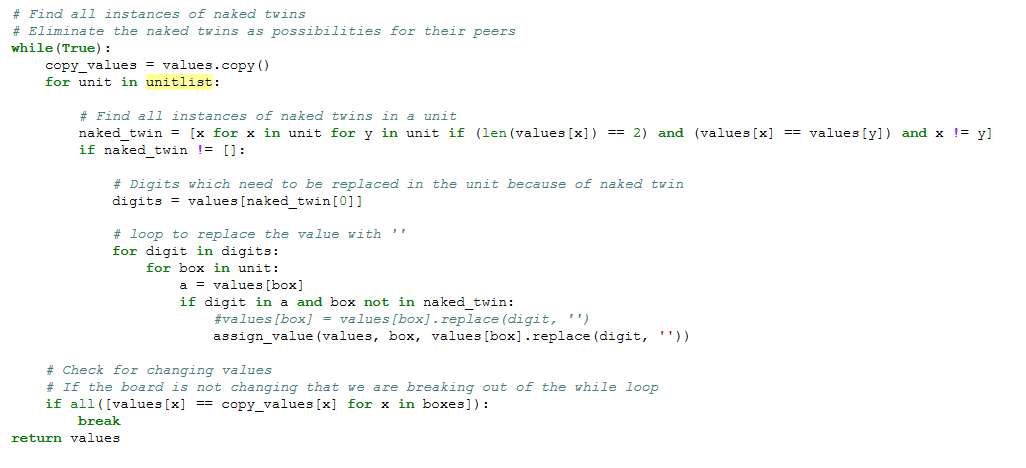 # Find all instances of naked twins
# Eliminate the naked twins as possibilities for their peers
while(True):
    copy_values = values.copy()
    for unit in unitlist:

        # Find all instances of naked twins in a unit
        naked_twin = [x for x in unit for y in unit if (len(values[x]) == 2) and (values[x] == values[y]) and x != y]
        if naked_twin != []:

            # Digits which need to be replaced in the unit because of naked twin
            digits = values[naked_twin[0]]

            # loop to replace the value with ''
            for digit in digits:
                for box in unit:
                    a = values[box]
                    if digit in a and box not in naked_twin:
                        #values[box] = values[box].replace(digit, '')
                        assign_value(values, box, values[box].replace(digit, ''))

    # Check for changing values
    # If the board is not changing that we are breaking out of the while loop
    if all([values[x] == copy_values[x] for x in boxes]):
        break
return values